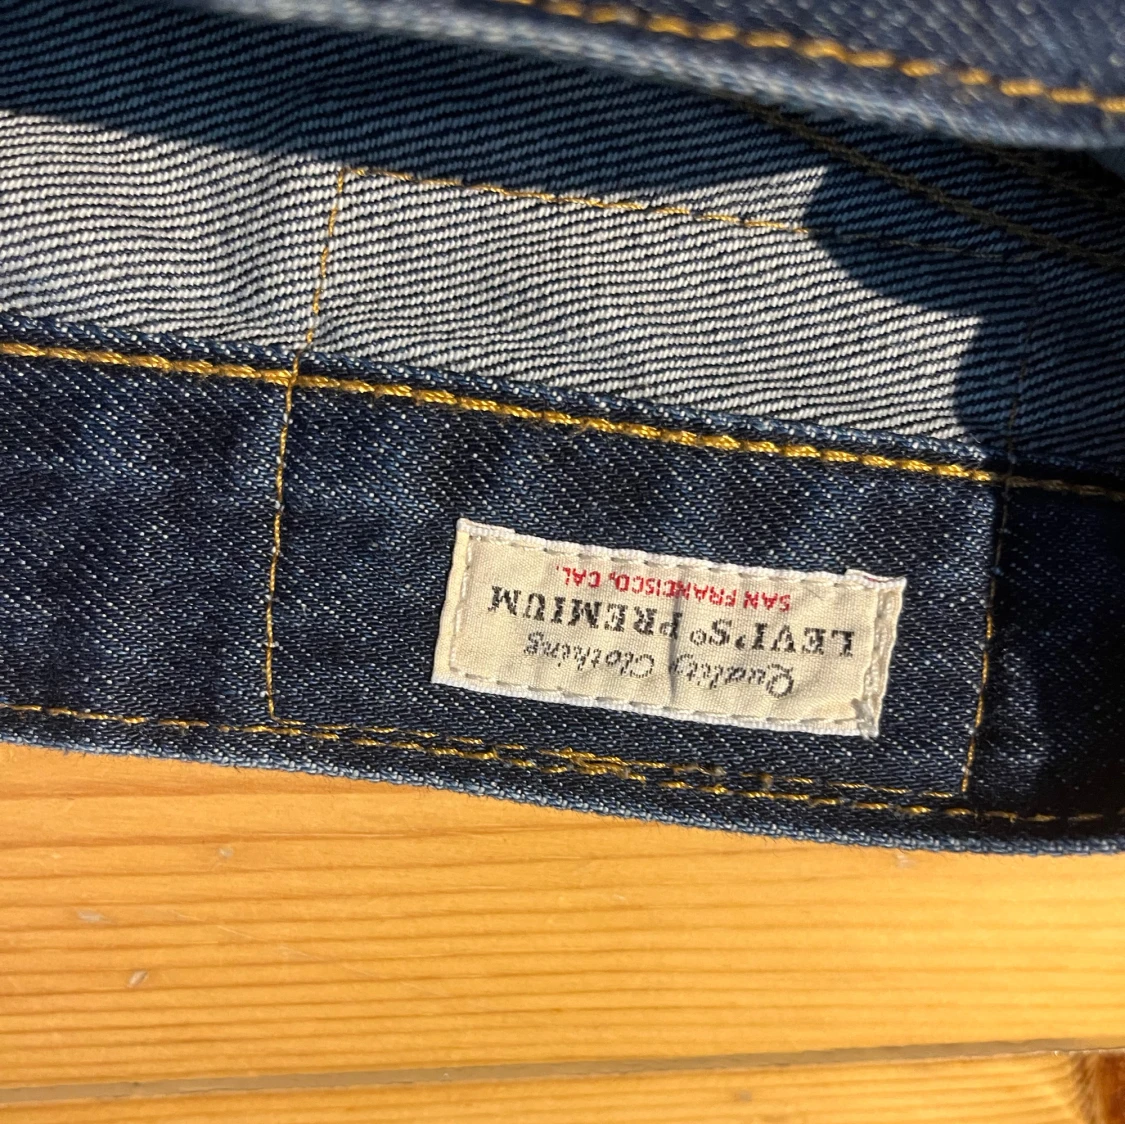 Quality Clothing
LEVI'S® PREMIUM
SAN FRANCISCO, CAL.